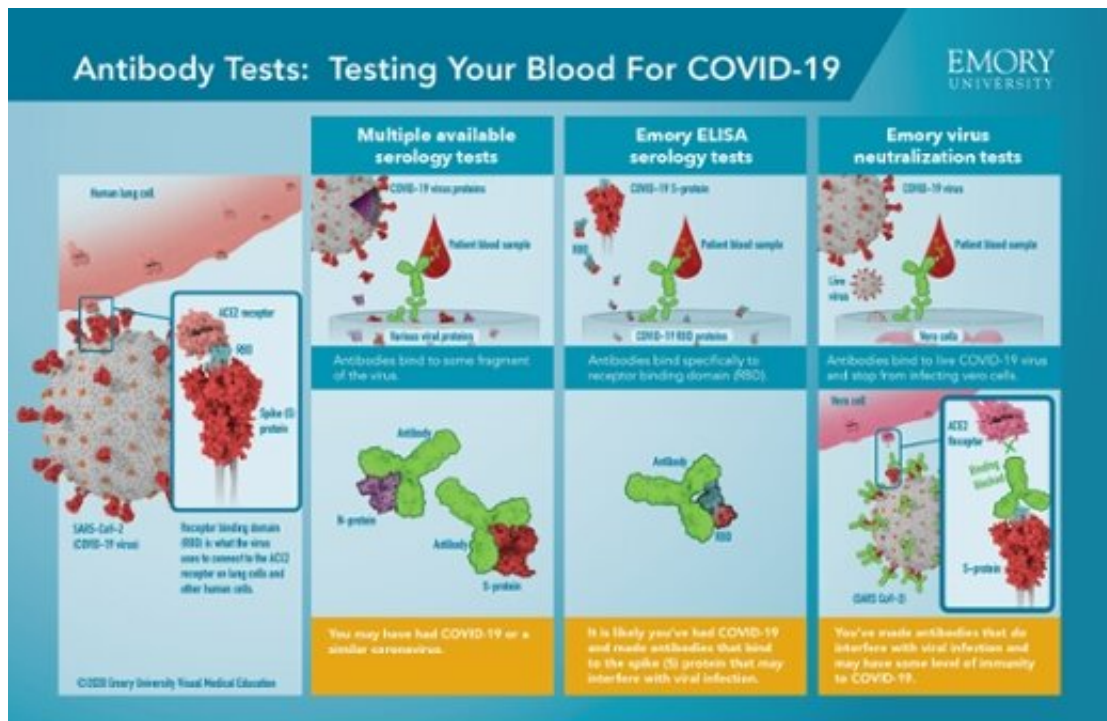 Antibody Tests: Testing Your Blood For COVID-19
EMORY
UNIVERSITY
Human lung cell
ACE2 receptor
RBD
Spike (S)
protein
SARS-CoV-2
(COVID-19 virus)
Receptor binding domain
(RBD) is what the virus
uses to connect to the ACE2
receptor on lung cells and
other human cells.
©2020 Emory University Visual Medical Education
Multiple available
serology tests
COVID-19 virus proteins
Patient blood sample
Various viral proteins
Antibodies bind to some fragment
of the virus.
Antibody
N-protein
Antibody
S-protein
You may have had COVID-19 or a
similar coronavirus.
Emory ELISA
serology tests
COVID-19 S-protein
RBD
Patient blood sample
COVID-19 RBD proteins
Antibodies bind specifically to
receptor binding domain (RBD).
Antibody
RBD
It is likely you've had COVID-19
and made antibodies that bind
to the spike (S) protein that may
interfere with viral infection.
Emory virus
neutralization tests
COVID-19 virus
Patient blood sample
Live
virus
Vero cells
Antibodies bind to live COVID-19 virus
and stop from infecting vero cells.
Vero cell
ACE2
Receptor
Binding
blocked
S-protein
(SARS CoV-2)
You've made antibodies that do
interfere with viral infection and
may have some level of immunity
to COVID-19.